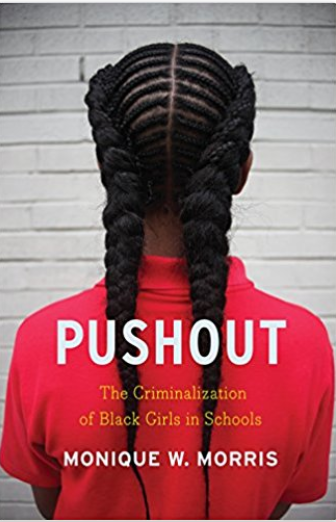 PUSHOUT
The Criminalization
of Black Girls in Schools
MONIQUE W. MORRIS